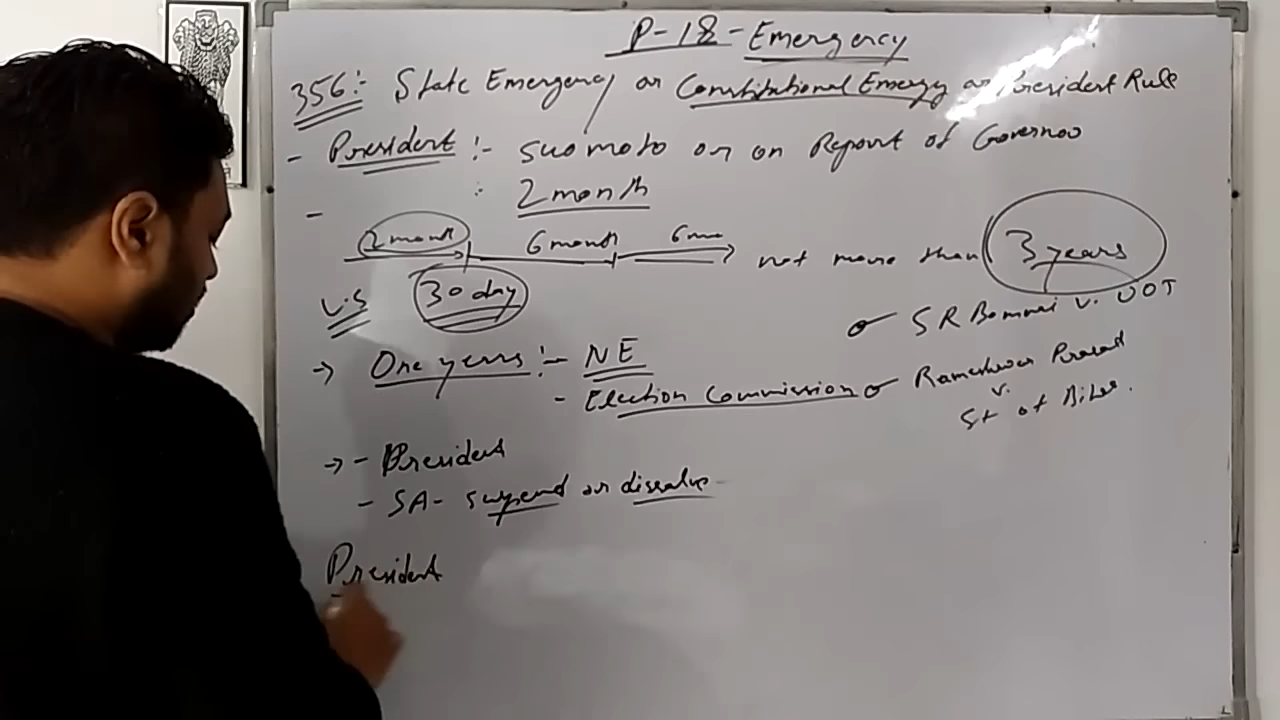 P-18-Emergency
356:- State Emergency or Constitutional Emergy or President Rule
- President :- suo moto or on Report of Governor
- : 2 month
2 month 6 month 6 mo not more than 3 years
V.S 30 day
σ SR Bommai v. UOI
→ One years :- NE
- Election Commission σ Rameshwar Prasad
v.
St of Bihar.
→ - President
- SA - suspend or dissolve
President